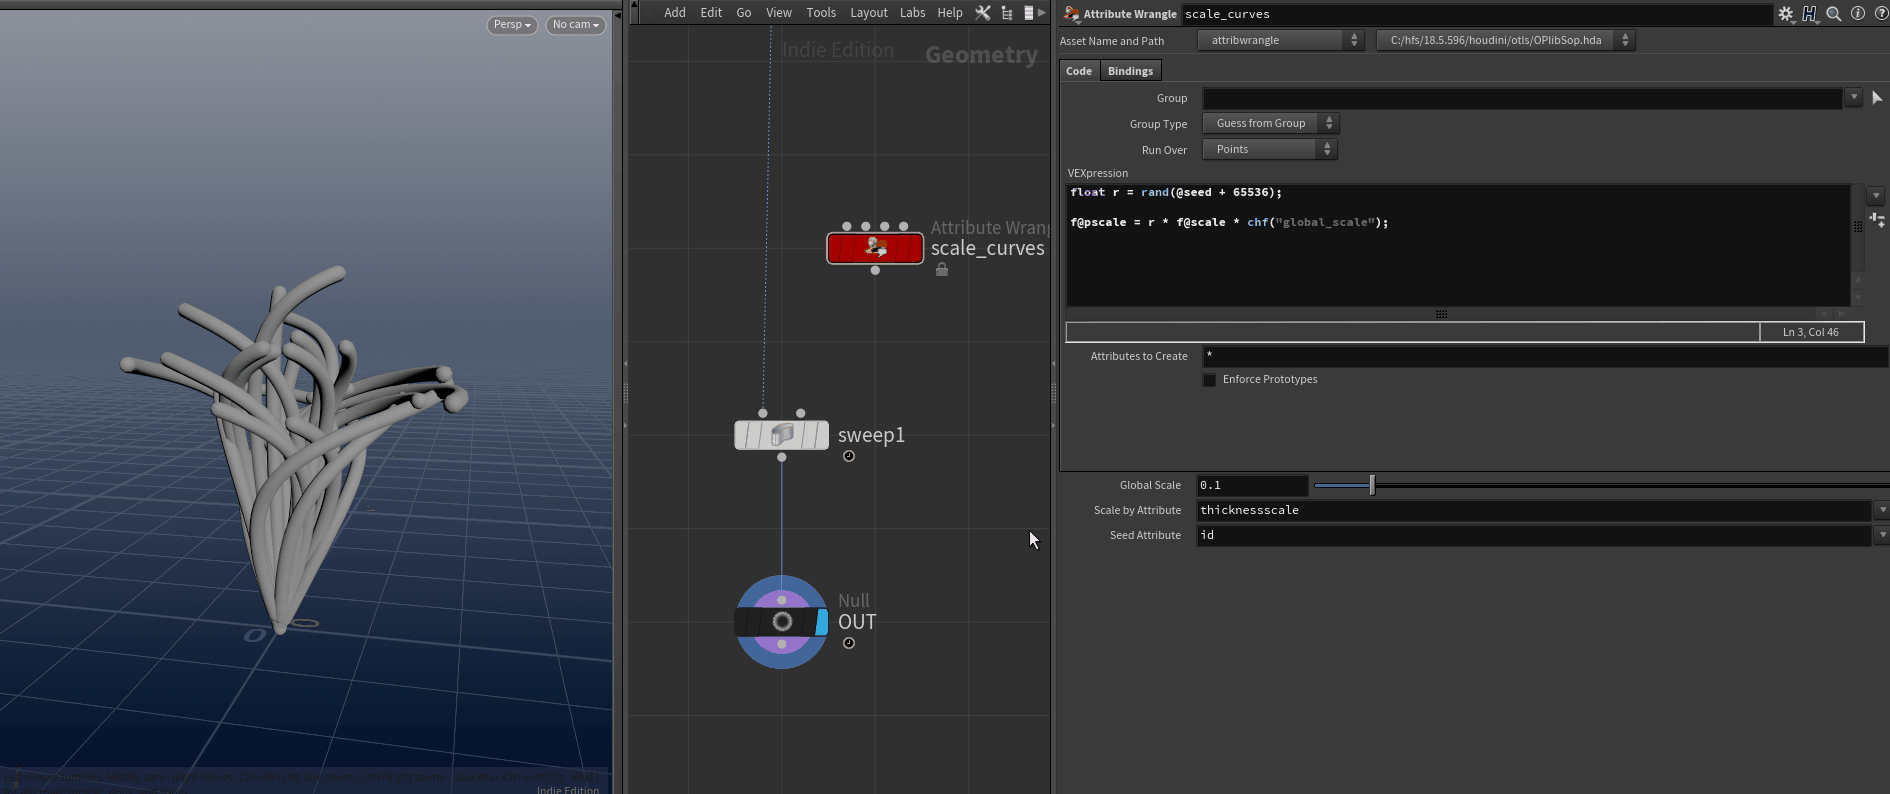 Persp
No cam
Indie Edition
Add Edit Go View Tools Layout Labs Help
Indie Edition
Geometry
Attribute Wrang
scale_curves
sweep1
Null
OUT
Attribute Wrangle scale_curves
Asset Name and Path attribwrangle C:/hfs/18.5.596/houdini/otls/OPlibSop.hda
Code Bindings
Group
Group Type Guess from Group
Run Over Points
VEXpression
float r = rand(@seed + 65536);
f@pscale = r * f@scale * chf("global_scale");
Ln 3, Col 46
Attributes to Create *
Enforce Prototypes
Global Scale 0.1
Scale by Attribute thicknessscale
Seed Attribute id